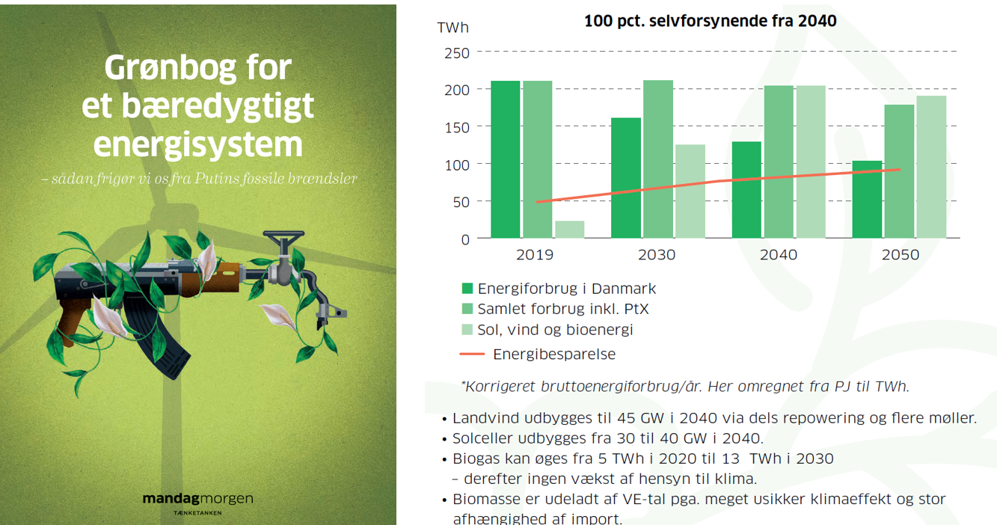 Grønbog for
et bæredygtigt
energisystem
– sådan frigør vi os fra Putins fossile brændsler
mandagmorgen
TÆNKETANKEN
100 pct. selvforsynende fra 2040
TWh
250
200
150
100
50
0
2019 2030 2040 2050
Energiforbrug i Danmark
Samlet forbrug inkl. PtX
Sol, vind og bioenergi
Energibesparelse
*Korrigeret bruttoenergiforbrug/år. Her omregnet fra PJ til TWh.
• Landvind udbygges til 45 GW i 2040 via dels repowering og flere møller.
• Solceller udbygges fra 30 til 40 GW i 2040.
• Biogas kan øges fra 5 TWh i 2020 til 13 TWh i 2030
– derefter ingen vækst af hensyn til klima.
• Biomasse er udeladt af VE-tal pga. meget usikker klimaeffekt og stor
afhængighed af import.